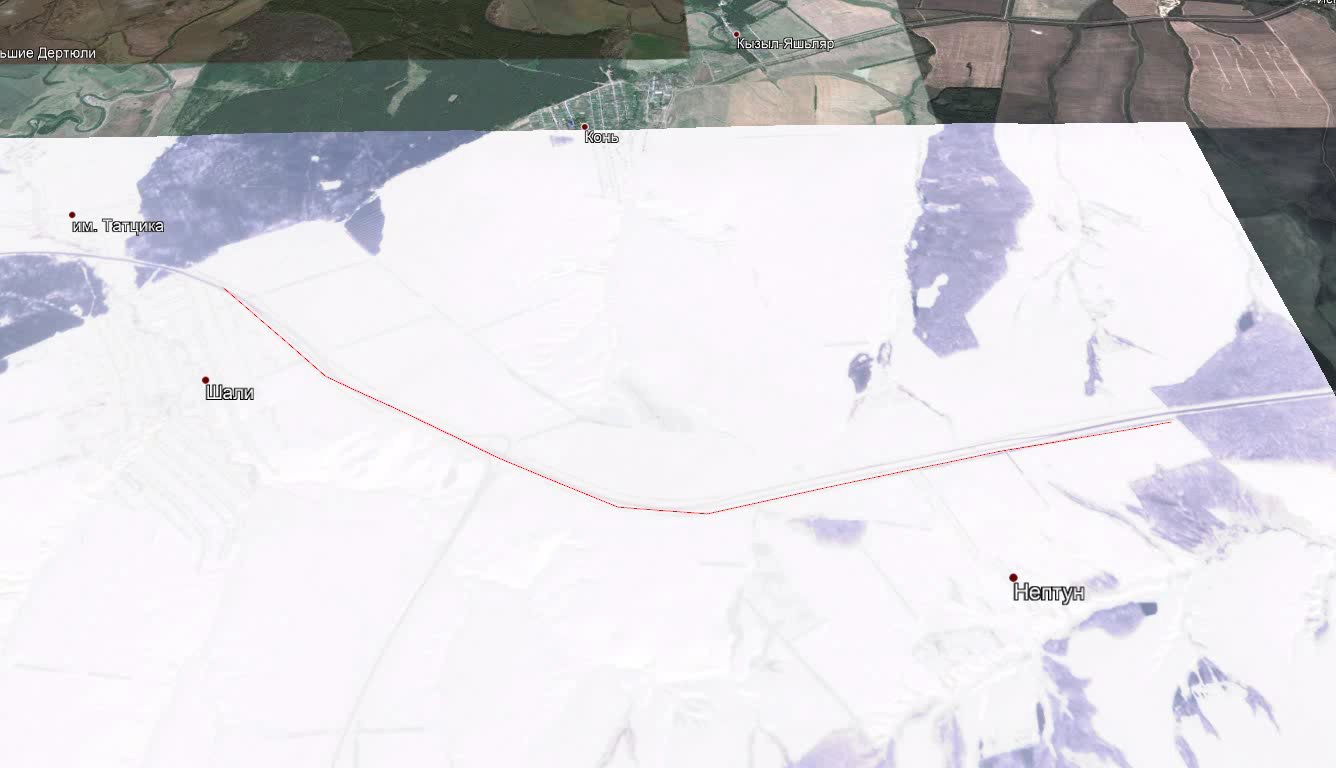 Кызыл-Яшьляр
ьшие Дертюли
Конь
им. Татцика
Шали
Нептун